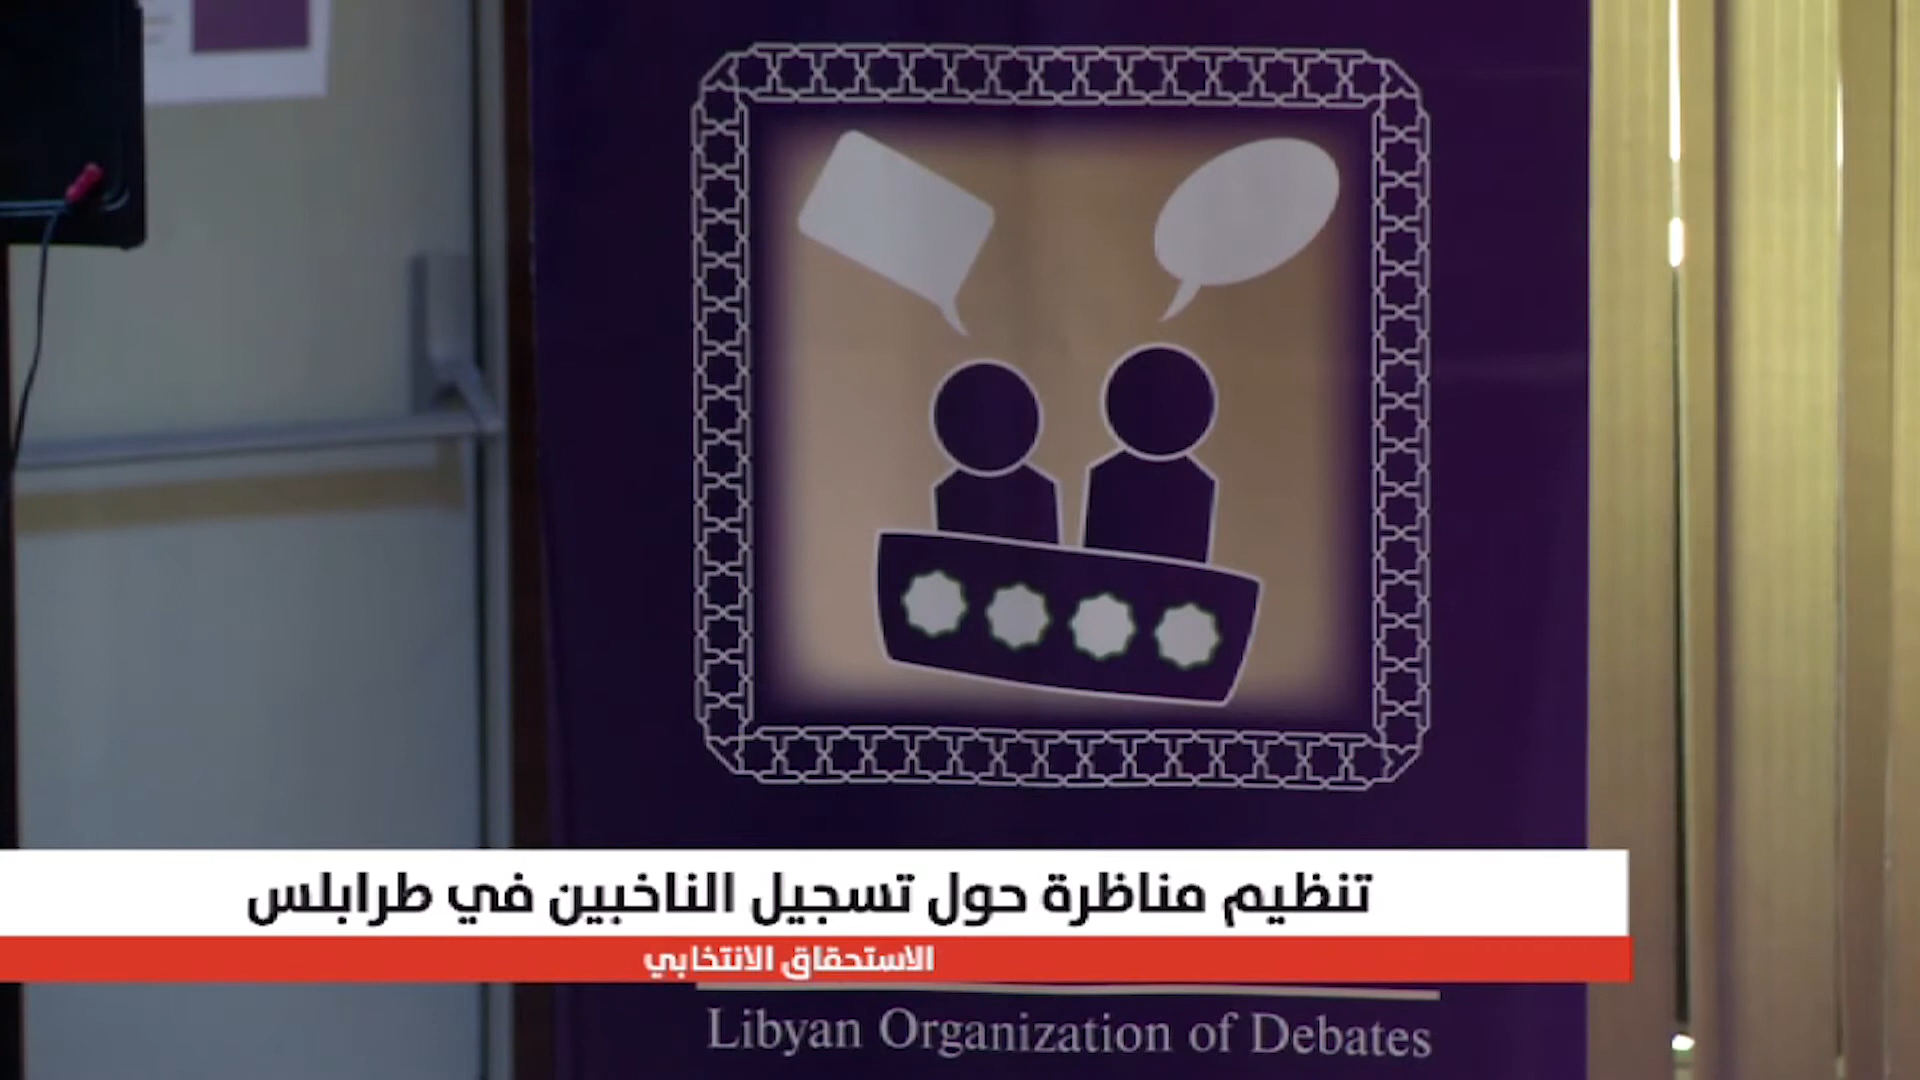 تنظيم مناظرة حول تسجيل الناخبين في طرابلس
الاستحقاق الانتخابي
Libyan Organization of Debates